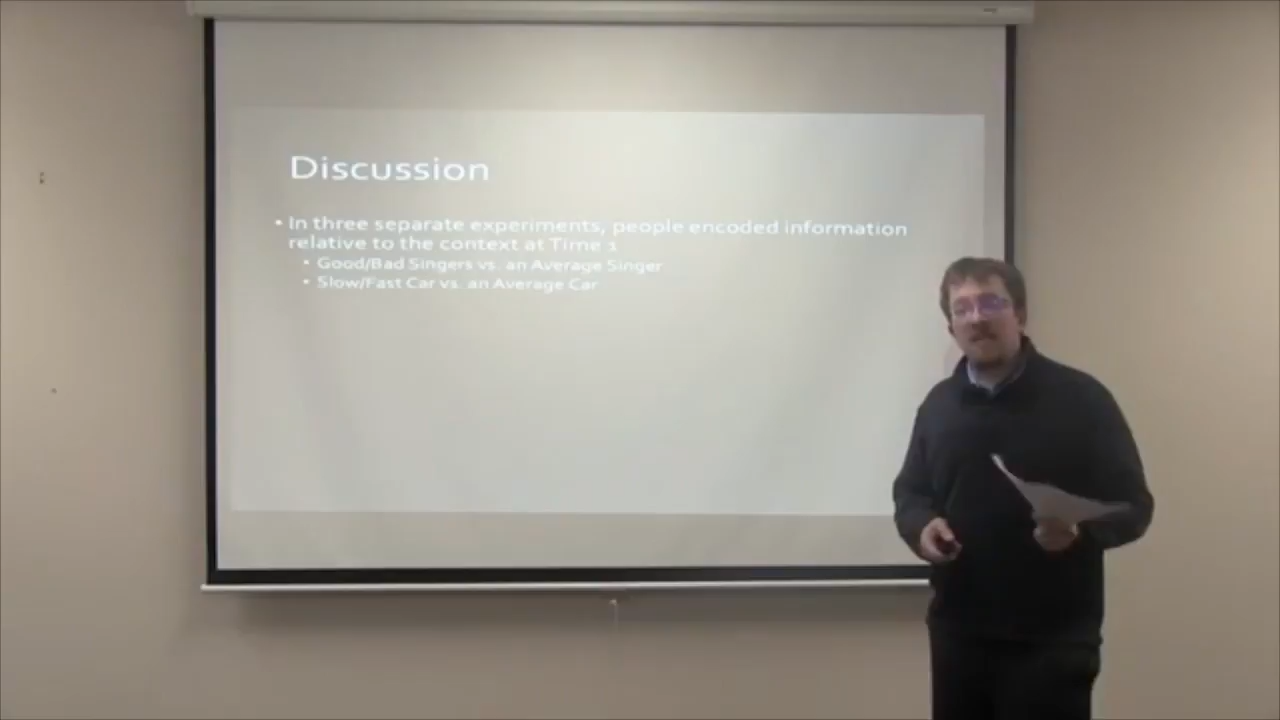 Discussion
• In three separate experiments, people encoded information
relative to the context at Time 1
• Good/Bad Singers vs. an Average Singer
• Slow/Fast Car vs. an Average Car